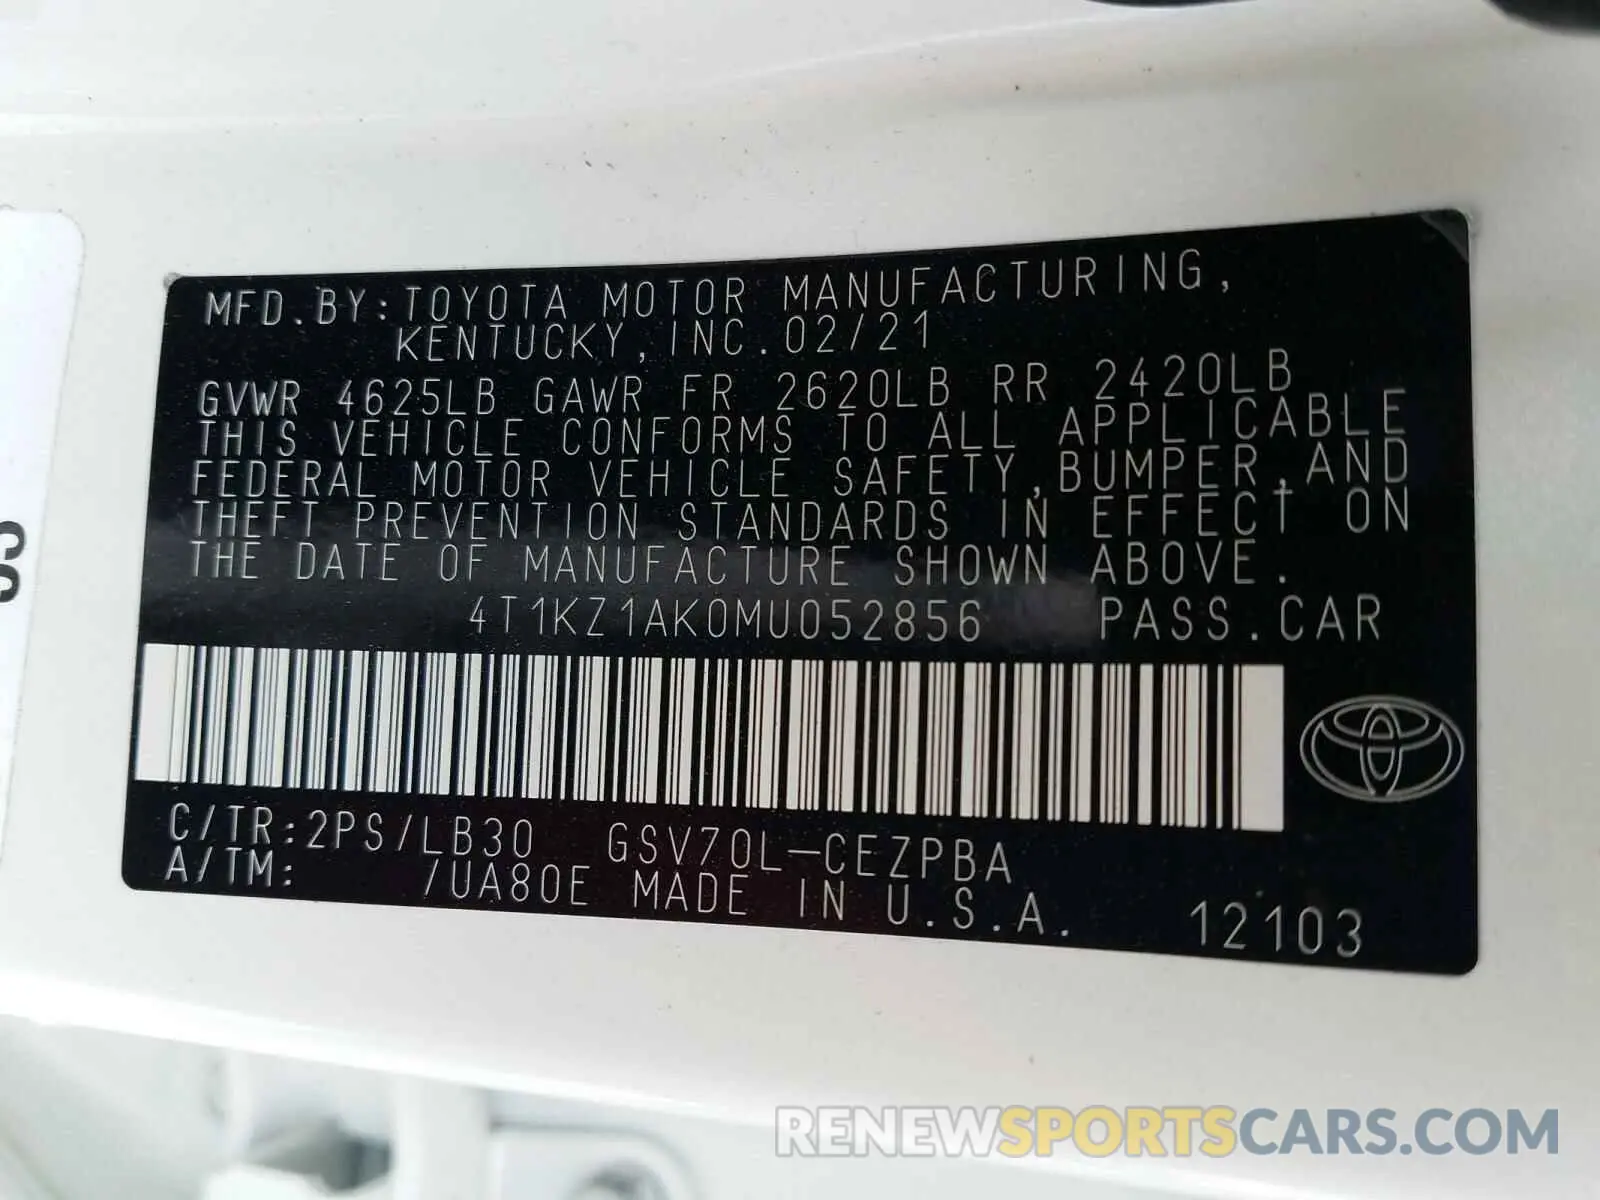 MFD.BY:TOYOTA MOTOR MANUFACTURING,
KENTUCKY,INC.02/21
GVWR 4625LB GAWR FR 2620LB RR 2420LB
THIS VEHICLE CONFORMS TO ALL APPLICABLE
FEDERAL MOTOR VEHICLE SAFETY,BUMPER,AND
THEFT PREVENTION STANDARDS IN EFFECT ON
THE DATE OF MANUFACTURE SHOWN ABOVE.
4T1KZ1AK0MU052856 PASS.CAR
C/TR:2PS/LB30 GSV70L-CEZPBA
A/TM: /UA80E MADE IN U.S.A. 12103
RENEWSPORTSCARS.COM